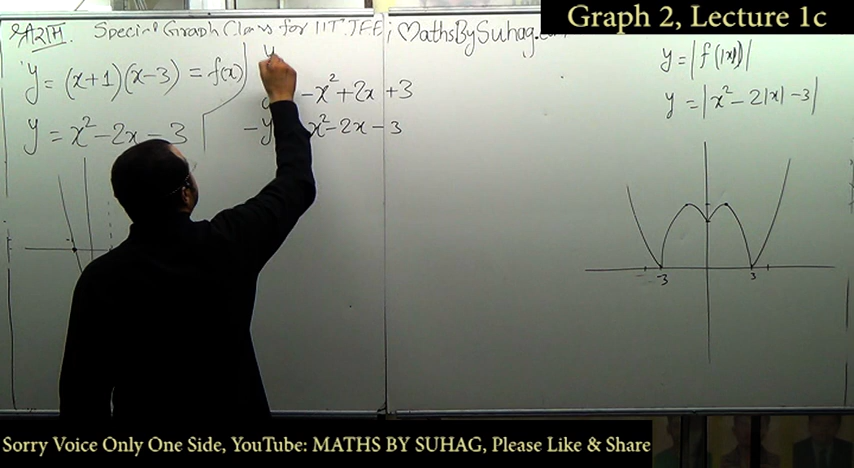 Graph 2, Lecture 1c
श्री राम. Special Graph Class for IIT JEE; MathsBySuhag.
y = (x+1)(x-3) = f(x)
y = x² - 2x - 3
y
-x² + 2x + 3
-y x² - 2x - 3
y = |f(|x|)|
y = |x² - 2|x| - 3|
-3 3
Sorry Voice Only One Side, YouTube: MATHS BY SUHAG, Please Like & Share